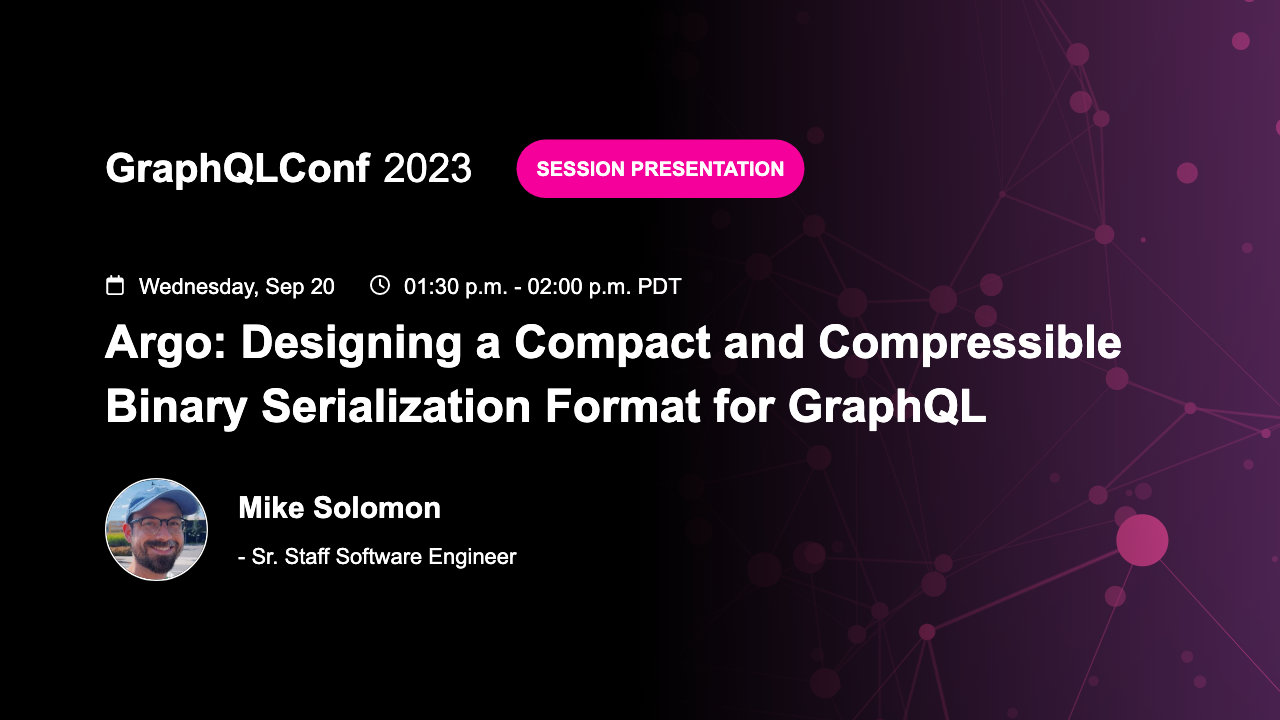 GraphQLConf 2023
SESSION PRESENTATION
Wednesday, Sep 20
01:30 p.m. - 02:00 p.m. PDT
Argo: Designing a Compact and Compressible
Binary Serialization Format for GraphQL
Mike Solomon
- Sr. Staff Software Engineer